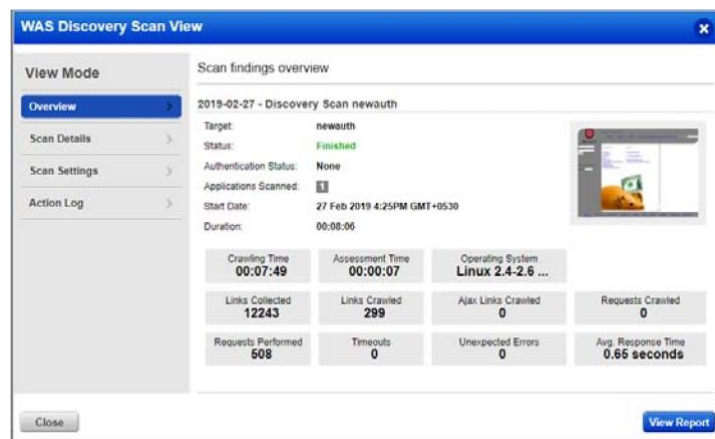 WAS Discovery Scan View
View Mode
Overview
Scan Details
Scan Settings
Action Log
Scan findings overview
2019-02-27 - Discovery Scan newauth
Target: newauth
Status: Finished
Authentication Status: None
Applications Scanned: 1
Start Date: 27 Feb 2019 4:25PM GMT+0530
Duration: 00:08:06
Crawling Time
00:07:49
Assessment Time
00:00:07
Operating System
Linux 2.4-2.6 ...
Links Collected
12243
Links Crawled
299
Ajax Links Crawled
0
Requests Crawled
0
Requests Performed
508
Timeouts
0
Unexpected Errors
0
Avg. Response Time
0.65 seconds
Close
View Report